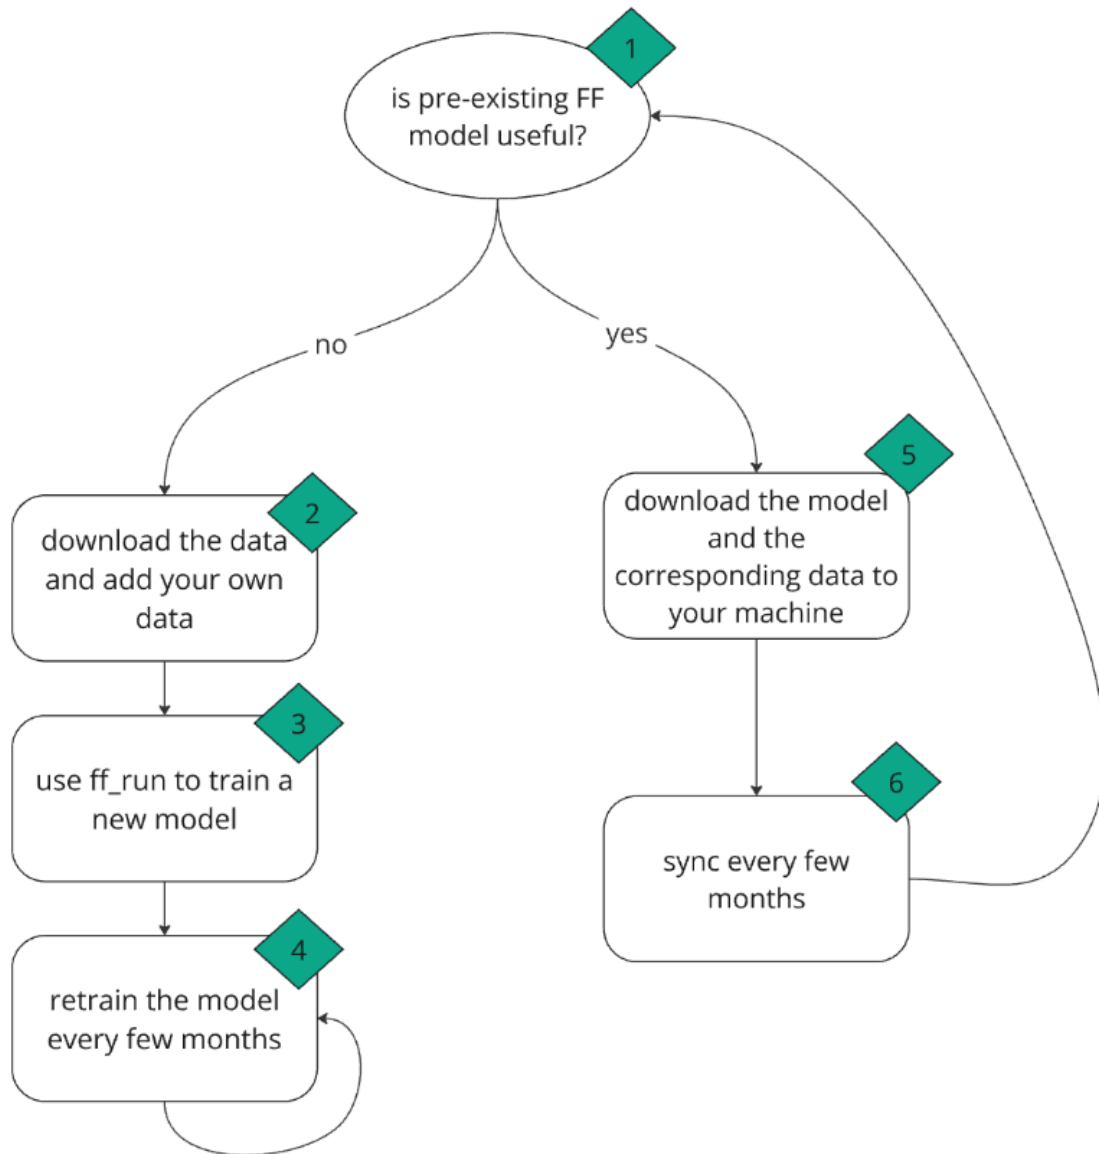 1
is pre-existing FF
model useful?
no
yes
2
download the data
and add your own
data
3
use ff_run to train a
new model
4
retrain the model
every few months
5
download the model
and the
corresponding data to
your machine
6
sync every few
months